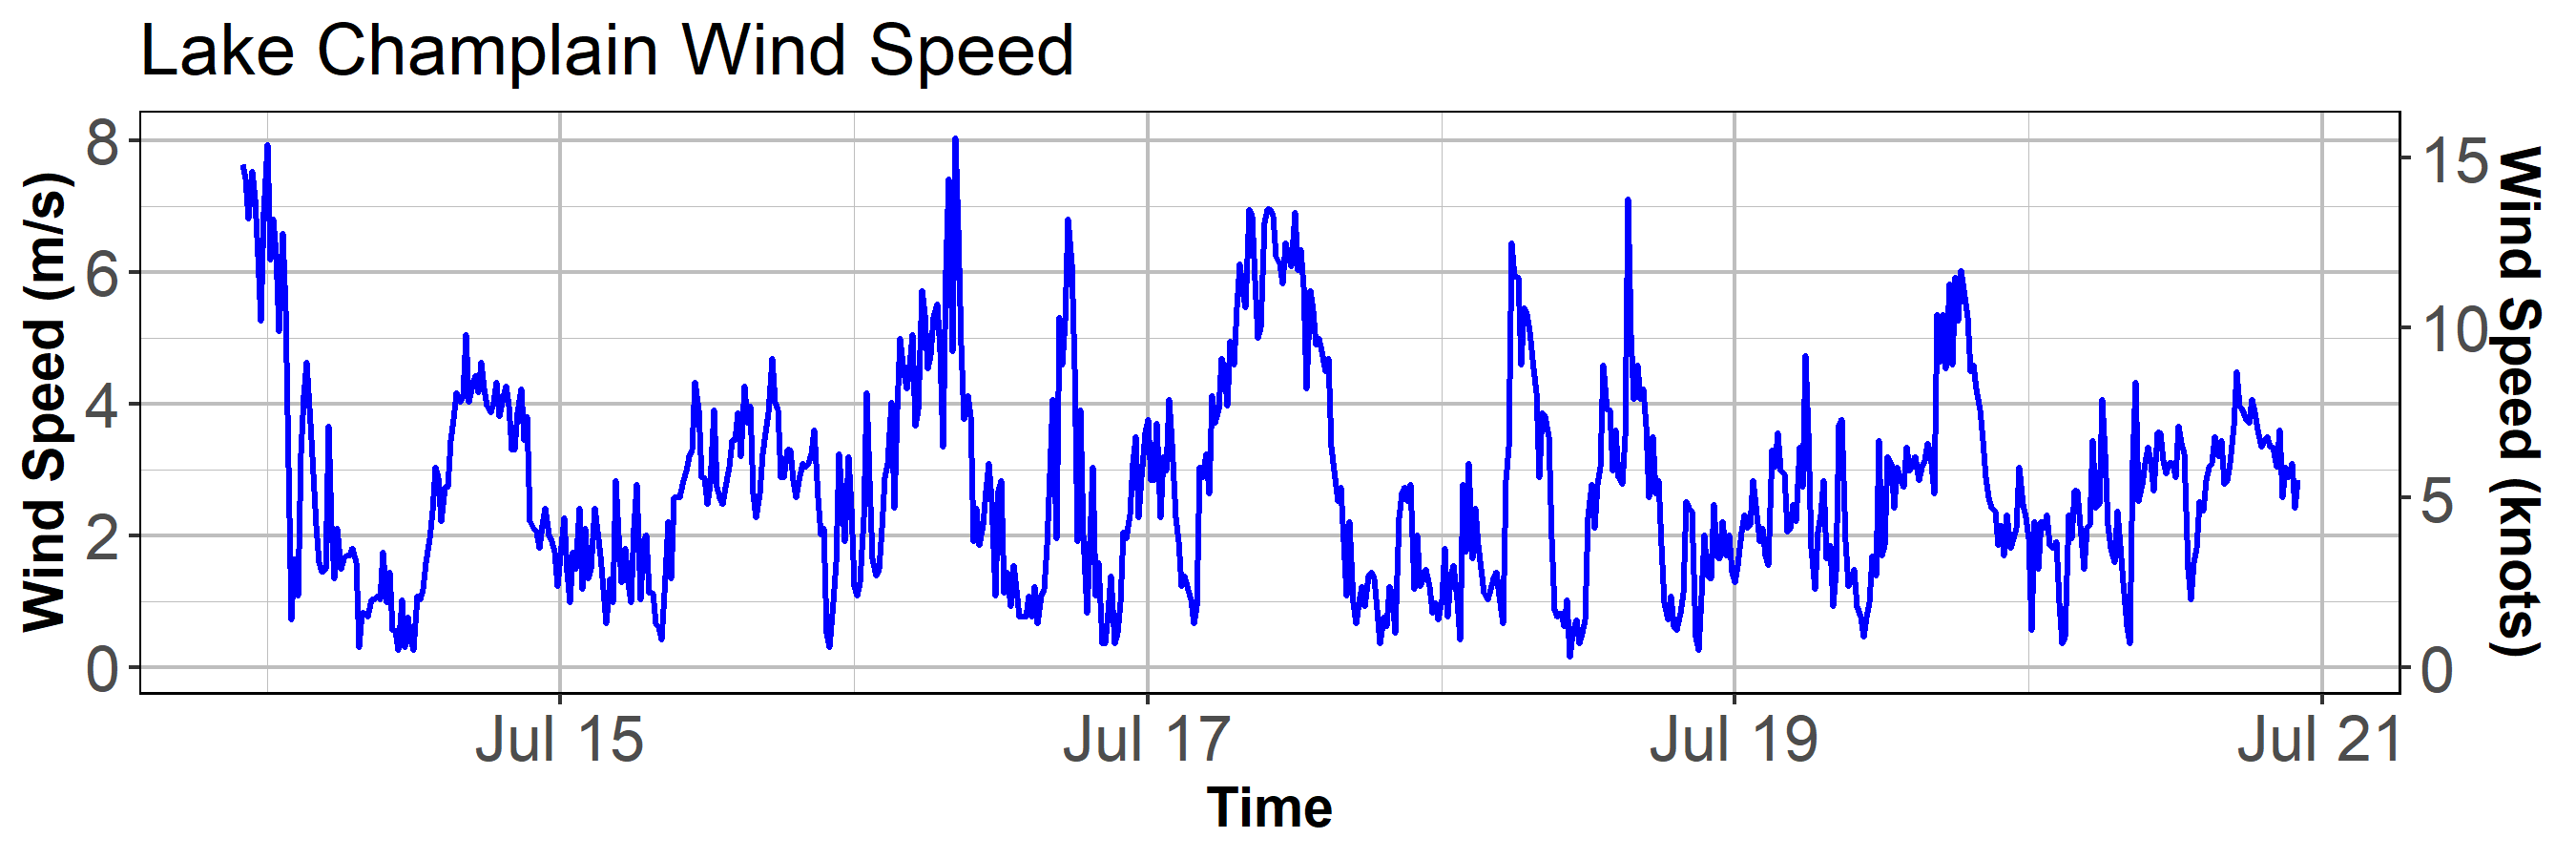 Lake Champlain Wind Speed
Wind Speed (m/s)
8
6
4
2
0
15
10
5
0
Wind Speed (knots)
Jul 15 Jul 17 Jul 19 Jul 21
Time